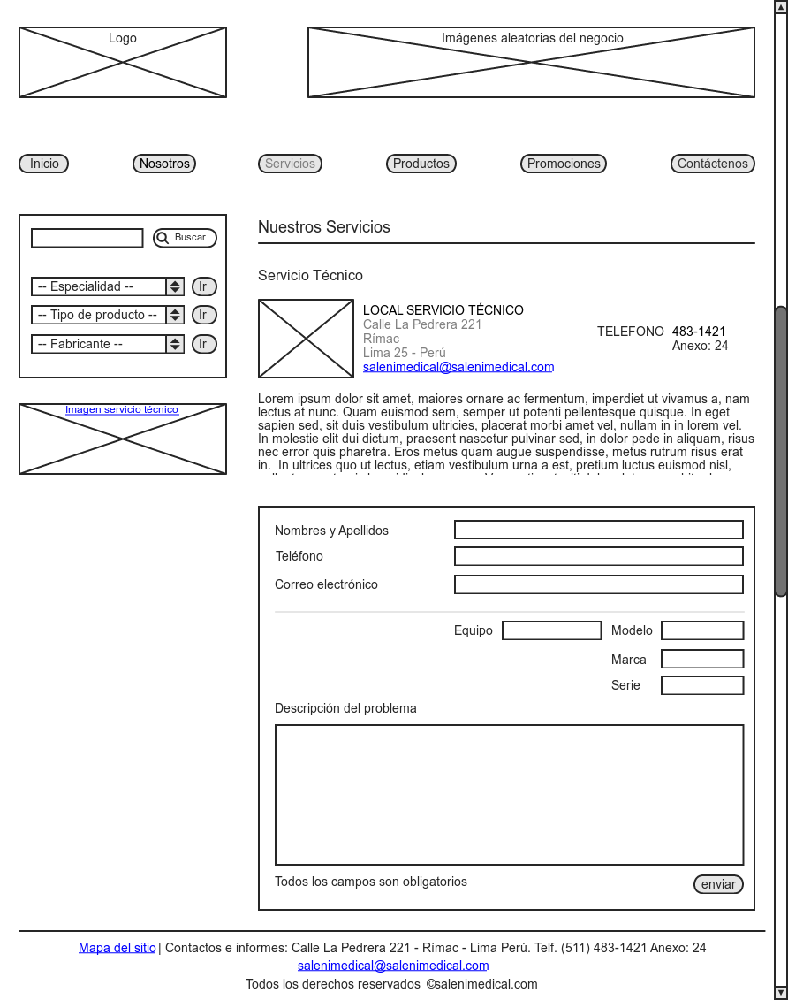 Logo
Imágenes aleatorias del negocio
Inicio
Nosotros
Servicios
Productos
Promociones
Contáctenos
Buscar
-- Especialidad --
Ir
-- Tipo de producto --
Ir
-- Fabricante --
Ir
Imagen servicio técnico
Nuestros Servicios
Servicio Técnico
LOCAL SERVICIO TÉCNICO
Calle La Pedrera 221
Rímac
Lima 25 - Perú
salenimedical@salenimedical.com
TELEFONO 483-1421
Anexo: 24
Lorem ipsum dolor sit amet, maiores ornare ac fermentum, imperdiet ut vivamus a, nam
lectus at nunc. Quam euismod sem, semper ut potenti pellentesque quisque. In eget
sapien sed, sit duis vestibulum ultricies, placerat morbi amet vel, nullam in in lorem vel.
In molestie elit dui dictum, praesent nascetur pulvinar sed, in dolor pede in aliquam, risus
nec error quis pharetra. Eros metus quam augue suspendisse, metus rutrum risus erat
in.  In ultrices quo ut lectus, etiam vestibulum urna a est, pretium luctus euismod nisl,
Nombres y Apellidos
Teléfono
Correo electrónico
Equipo
Modelo
Marca
Serie
Descripción del problema
Todos los campos son obligatorios
enviar
Mapa del sitio | Contactos e informes: Calle La Pedrera 221 - Rímac - Lima Perú. Telf. (511) 483-1421 Anexo: 24
salenimedical@salenimedical.com
Todos los derechos reservados ©salenimedical.com